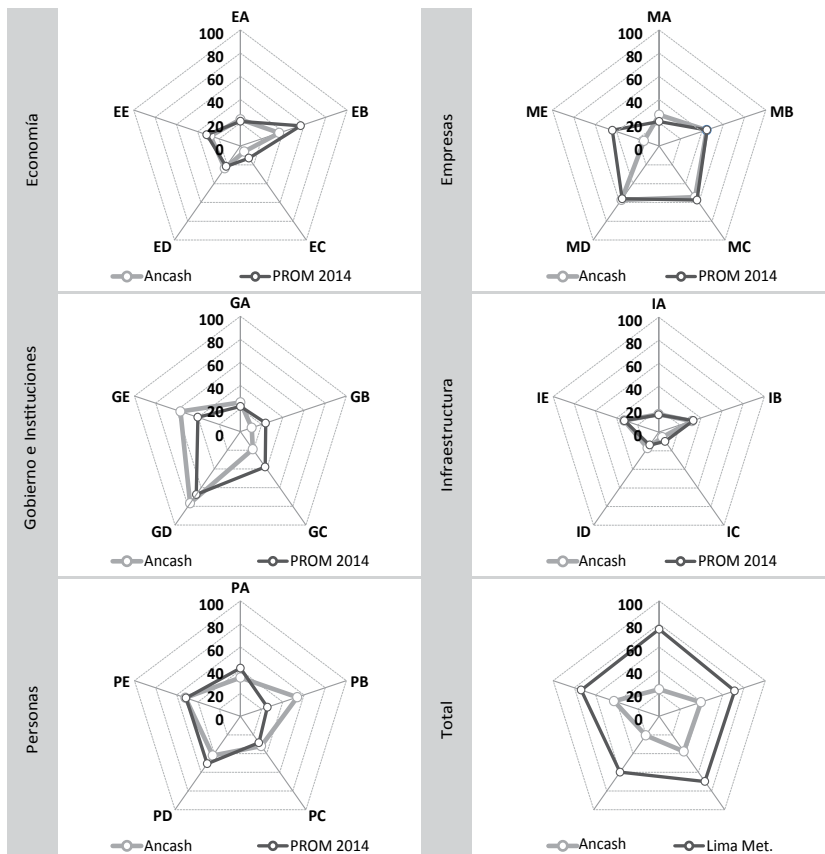 Economía
EA
100
80
60
40
20
0
EE
EB
ED
EC
Ancash
PROM 2014
Empresas
MA
100
80
60
40
20
0
ME
MB
MD
MC
Ancash
PROM 2014
Gobierno e Instituciones
GA
100
80
60
40
20
0
GE
GB
GD
GC
Ancash
PROM 2014
Infraestructura
IA
100
80
60
40
20
0
IE
IB
ID
IC
Ancash
PROM 2014
Personas
PA
100
80
60
40
20
0
PE
PB
PD
PC
Ancash
PROM 2014
Total
100
80
60
40
20
0
Ancash
Lima Met.